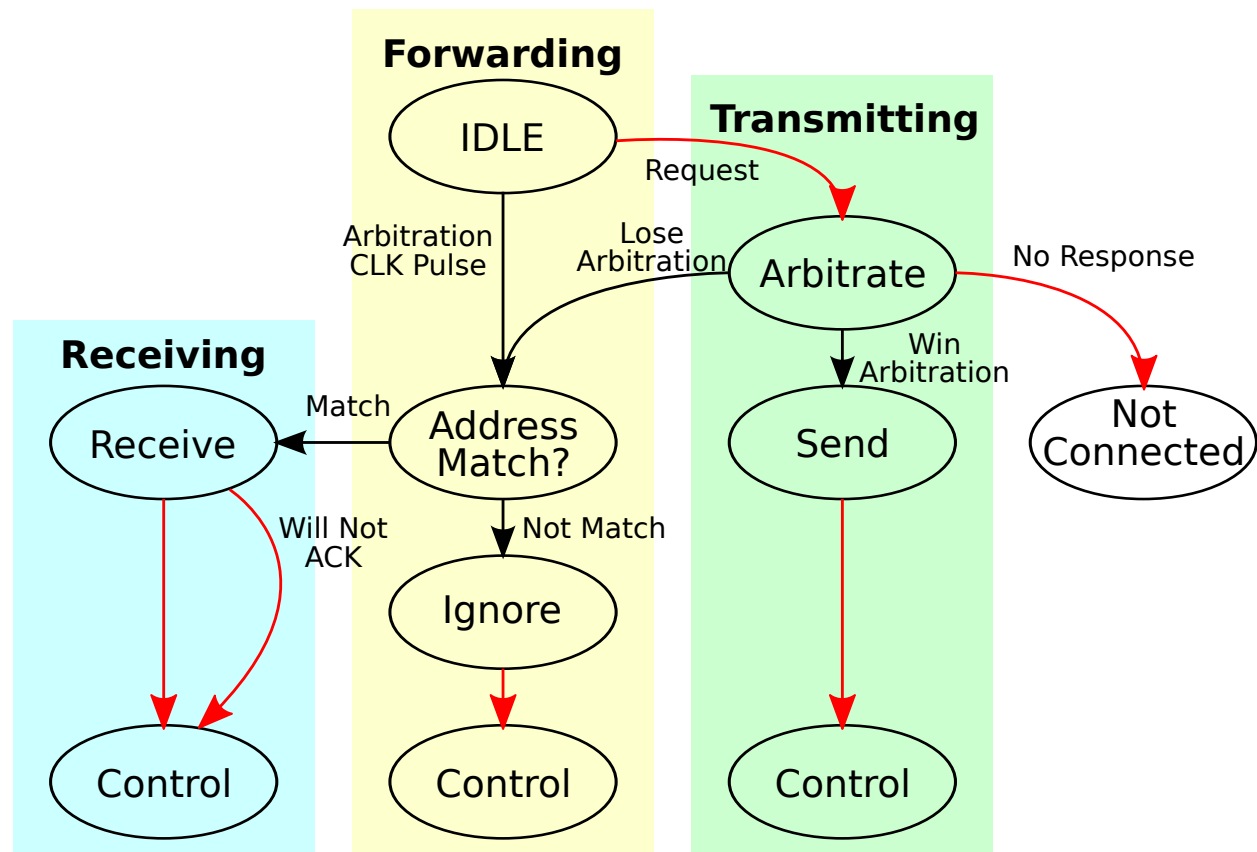 Forwarding
IDLE
Transmitting
Request
Arbitration
CLK Pulse
Lose
Arbitration
Arbitrate
No Response
Receiving
Win
Arbitration
Match
Receive
Address
Match?
Send
Not
Connected
Will Not
ACK
Not Match
Ignore
Control
Control
Control